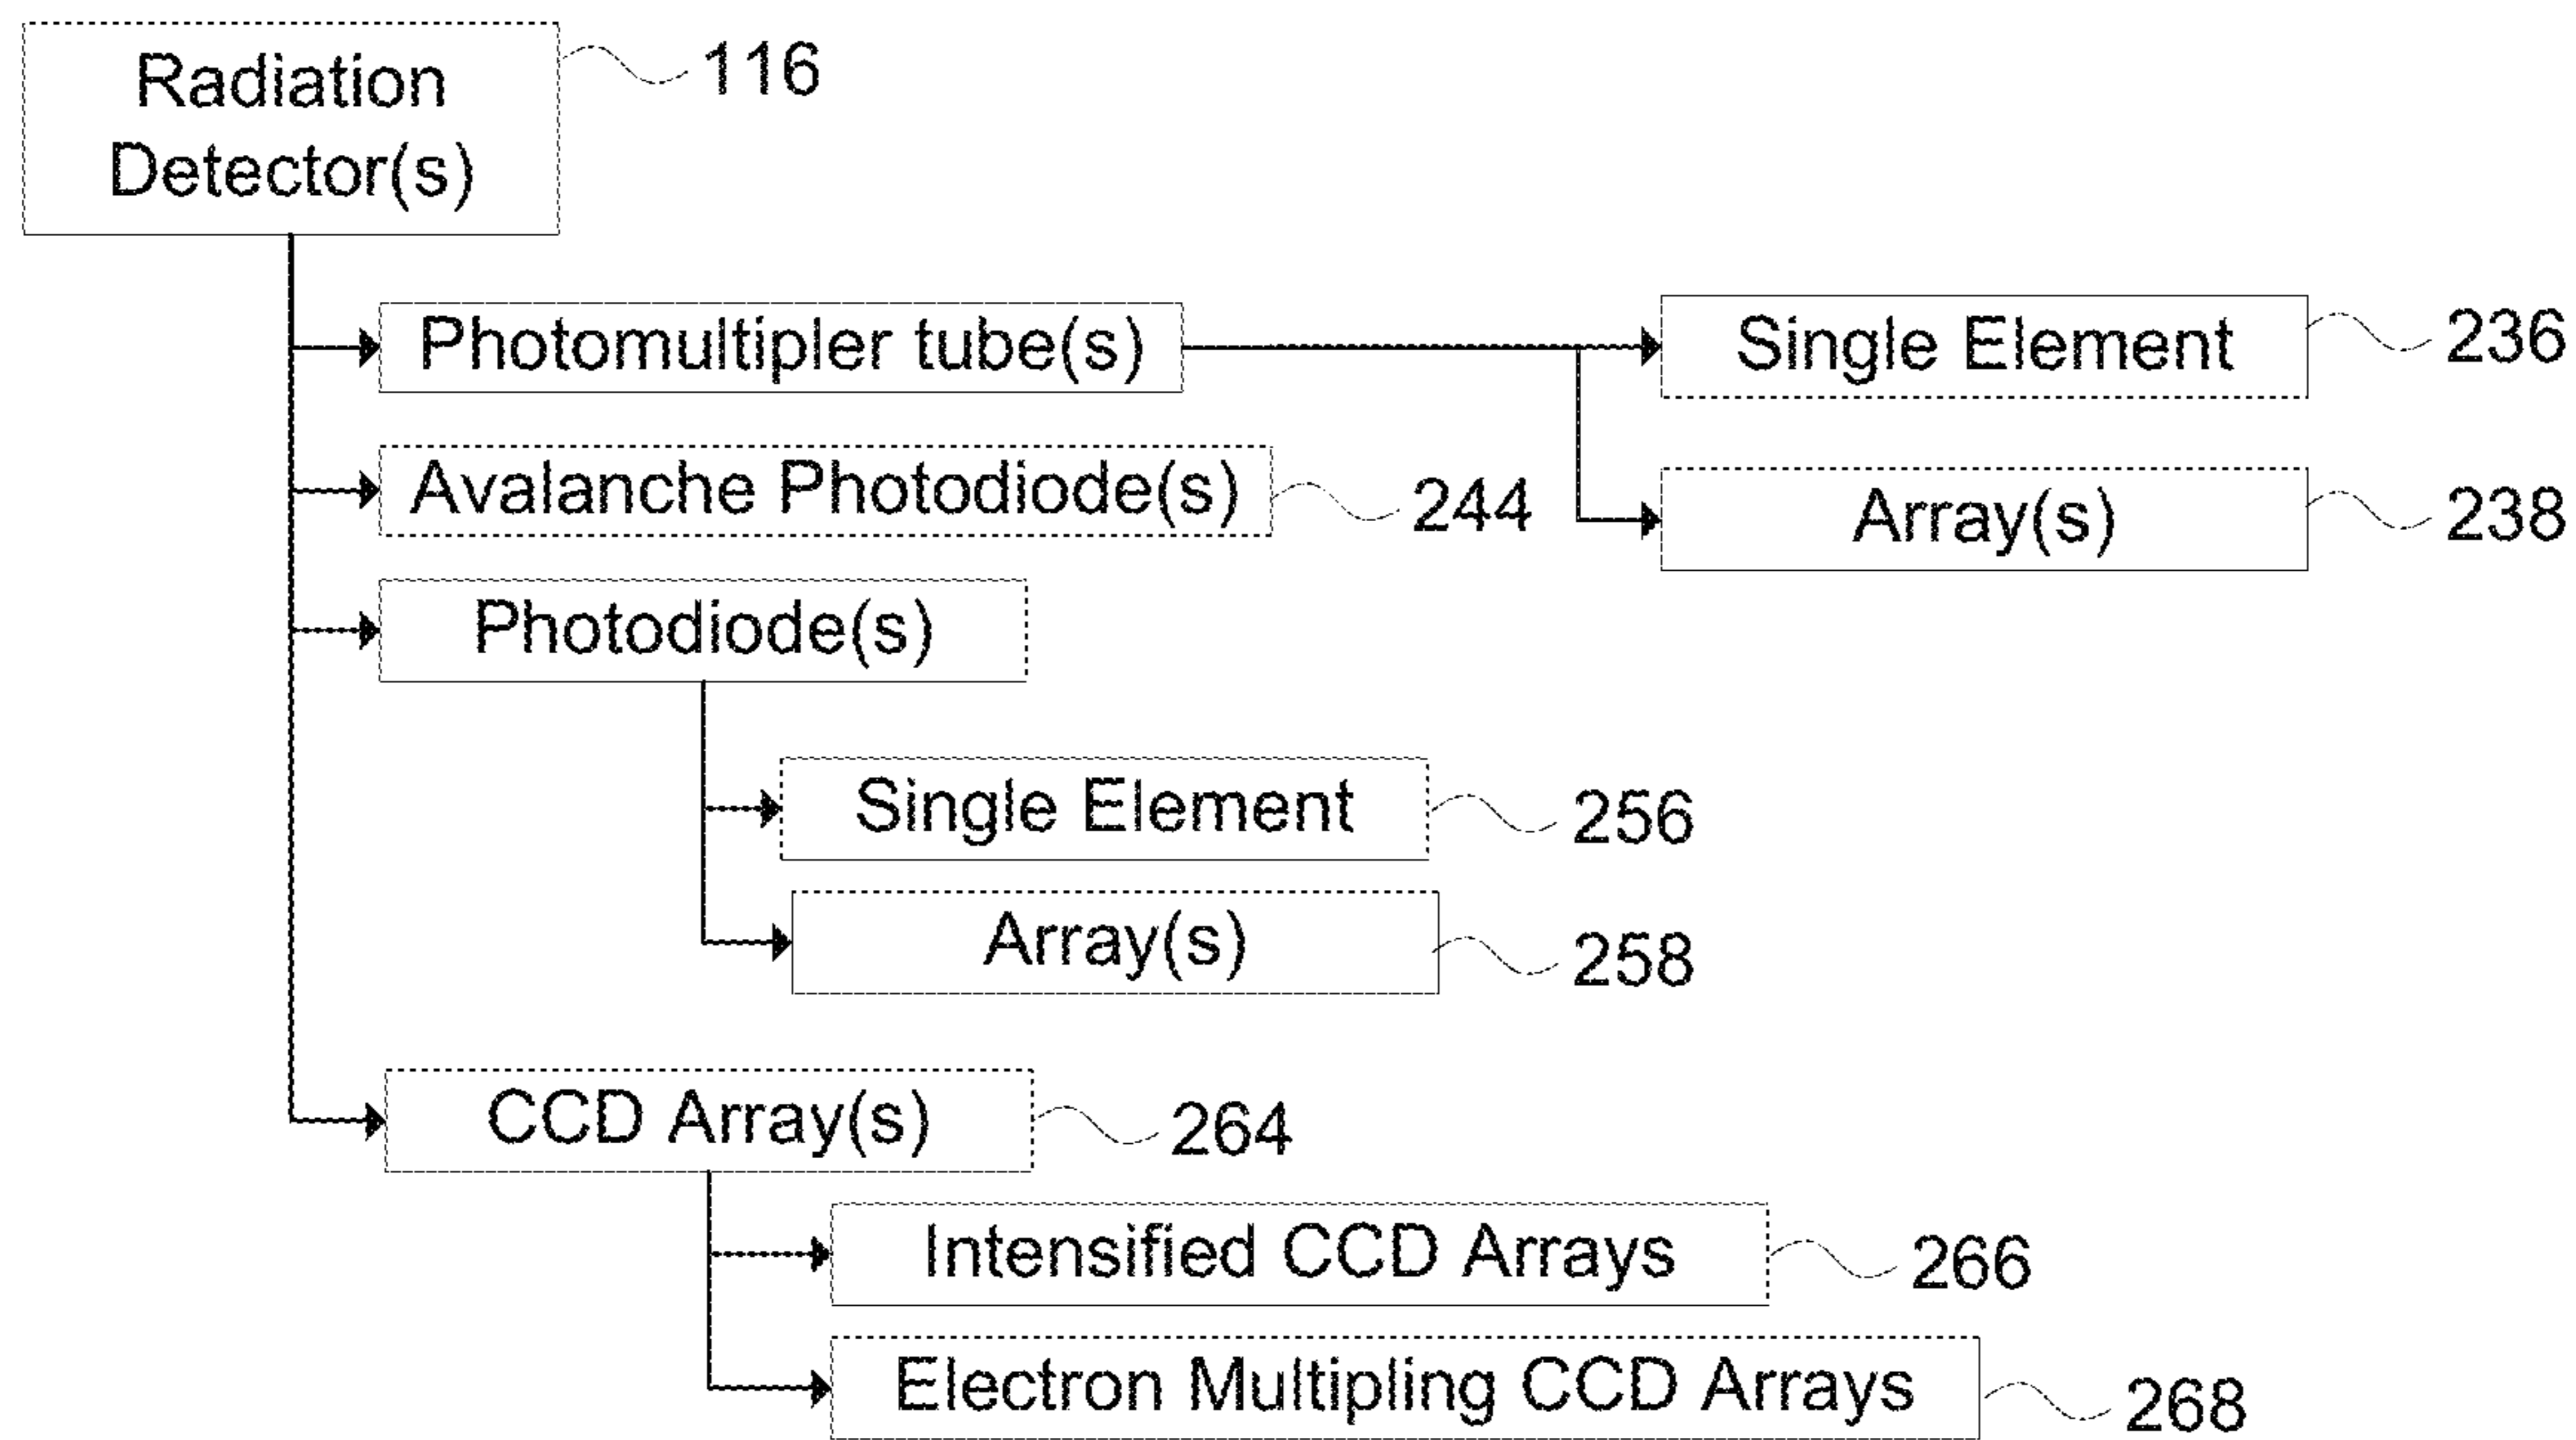 Radiation
Detector(s)
116
Photomultipler tube(s)
Single Element
236
Avalanche Photodiode(s)
244
Array(s)
238
Photodiode(s)
Single Element
256
Array(s)
258
CCD Array(s)
264
Intensified CCD Arrays
266
Electron Multipling CCD Arrays
268